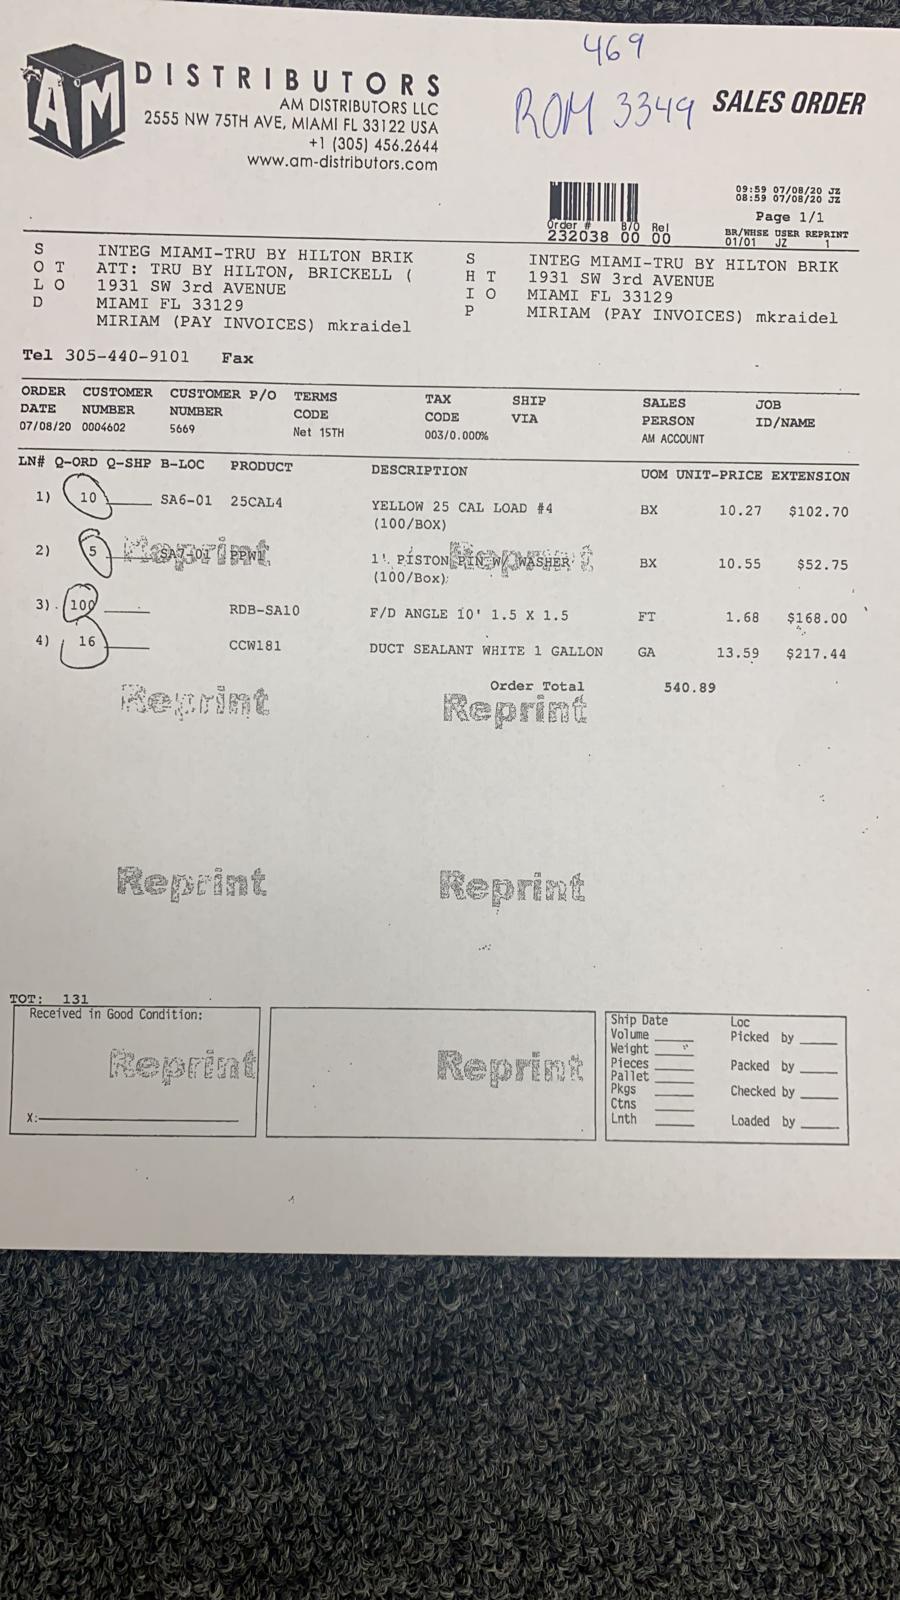 469
ROM 3349
AM
DISTRIBUTORS
AM DISTRIBUTORS LLC
2555 NW 75TH AVE, MIAMI FL 33122 USA
+1 (305) 456.2644
www.am-distributors.com
SALES ORDER
09:59 07/08/20 JZ
08:59 07/08/20 JZ
Page 1/1
Order # B/O Rel
232038 00 00
BR/WHSE USER REPRINT
01/01 JZ 1
SOLD TO
INTEG MIAMI-TRU BY HILTON BRIK
ATT: TRU BY HILTON, BRICKELL (
1931 SW 3rd AVENUE
MIAMI FL 33129
MIRIAM (PAY INVOICES) mkraidel
SHIP TO
INTEG MIAMI-TRU BY HILTON BRIK
1931 SW 3rd AVENUE
MIAMI FL 33129
MIRIAM (PAY INVOICES) mkraidel
Tel 305-440-9101 Fax
ORDER CUSTOMER CUSTOMER P/O TERMS TAX SHIP SALES JOB
DATE NUMBER NUMBER CODE CODE VIA PERSON ID/NAME
07/08/20 0004602 5669 Net 15TH 003/0.000% AM ACCOUNT
LN# Q-ORD Q-SHP B-LOC PRODUCT DESCRIPTION UOM UNIT-PRICE EXTENSION
1) 10 SA6-01 25CAL4 YELLOW 25 CAL LOAD #4 BX 10.27 $102.70
(100/BOX)
2) 5 SA7-01 PPW1 1" PISTON PIN W/ WASHER BX 10.55 $52.75
(100/Box)
Reprint Reprint
3) 100 RDB-SA10 F/D ANGLE 10' 1.5 X 1.5 FT 1.68 $168.00
4) 16 CCW181 DUCT SEALANT WHITE 1 GALLON GA 13.59 $217.44
Order Total 540.89
Reprint Reprint
Reprint Reprint
TOT: 131
Received in Good Condition:
Reprint Reprint
X:
Ship Date Loc
Volume Picked by
Weight
Pieces Packed by
Pallet
Pkgs Checked by
Ctns
Lnth Loaded by